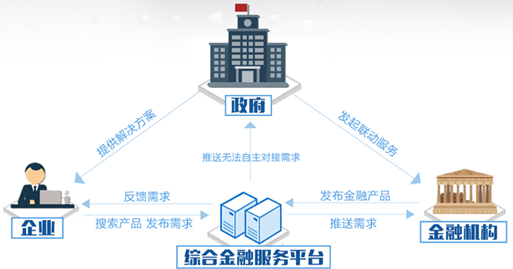 政府
提供解决方案
发起联动服务
推送无法自主对接需求
反馈需求
发布金融产品
企业
搜索产品 发布需求
推送需求
金融机构
综合金融服务平台